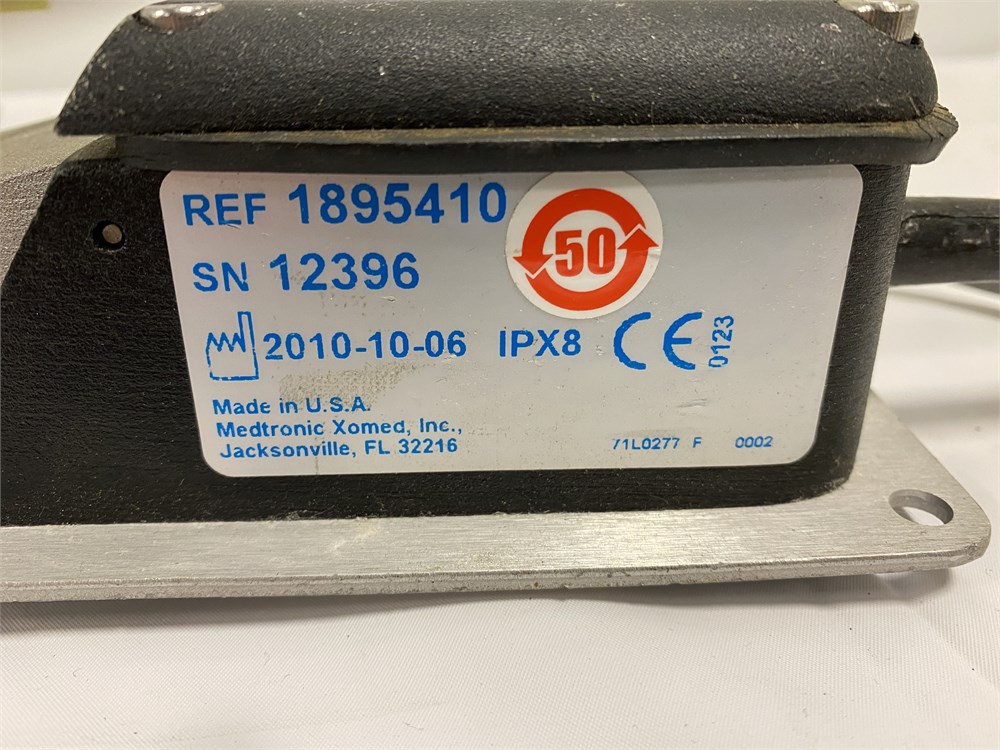 REF 1895410
50
SN 12396
2010-10-06 IPX8 CE 0123
Made in U.S.A.
Medtronic Xomed, Inc.,
Jacksonville, FL 32216
71L0277 F 0002